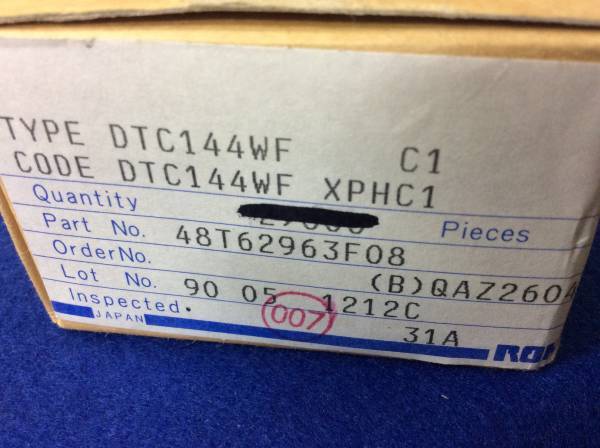 TYPE DTC144WF C1
CODE DTC144WF XPHC1
Quantity Pieces
Part No. 48T62963F08
OrderNo. (B)QAZ2604
Lot No. 90 05 1212C
Inspected. 007 31A
JAPAN